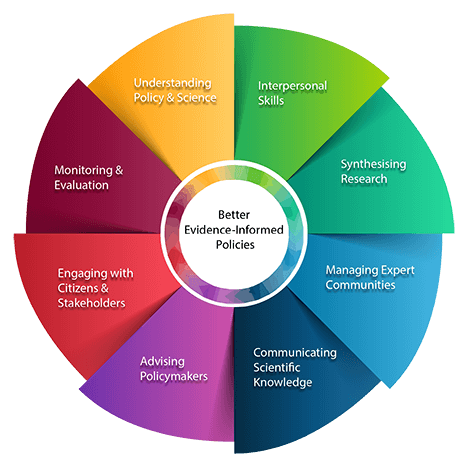 Understanding
Policy & Science
Interpersonal
Skills
Synthesising
Research
Managing Expert
Communities
Communicating
Scientific
Knowledge
Advising
Policymakers
Engaging with
Citizens &
Stakeholders
Monitoring &
Evaluation
Better
Evidence-Informed
Policies